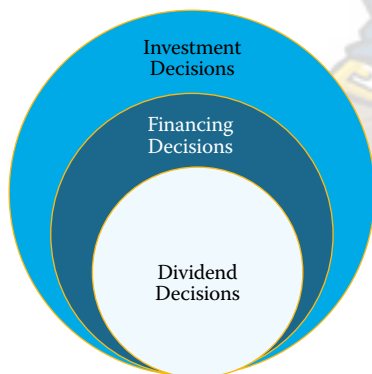 Investment
Decisions
Financing
Decisions
Dividend
Decisions